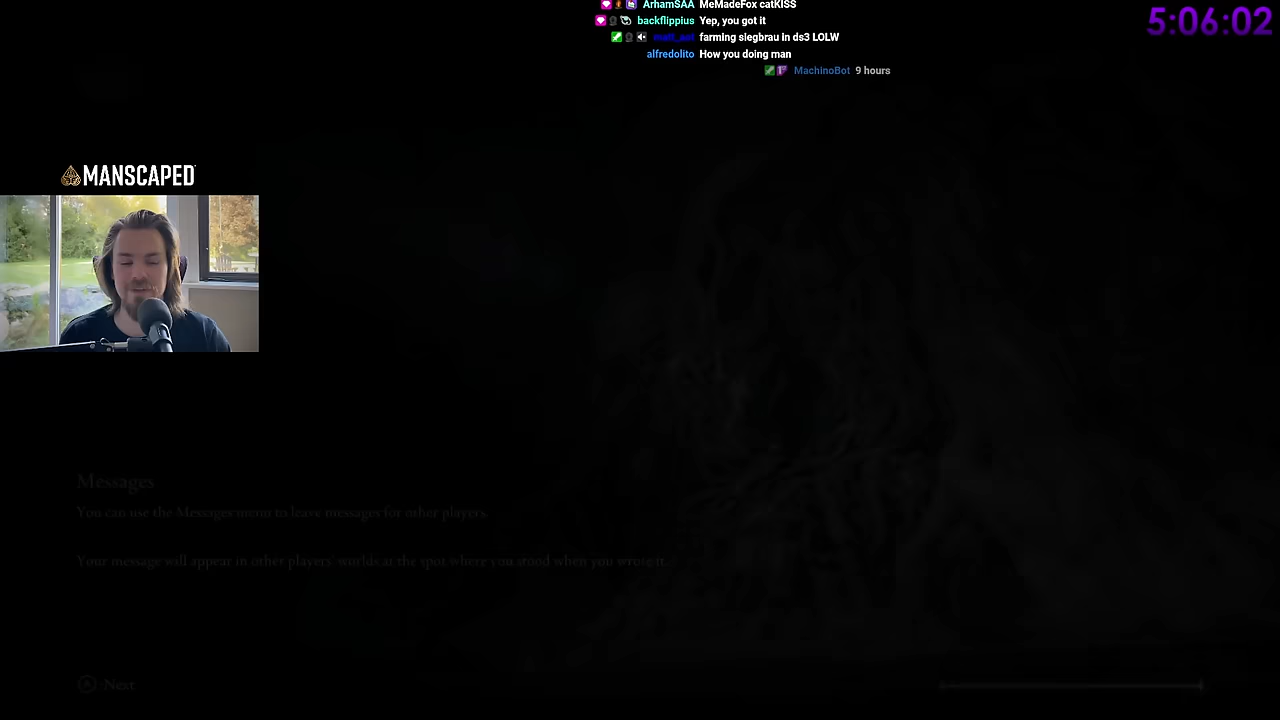 ArhamSAA MeMadeFox catKISS
backflippius Yep, you got it
farming siegbrau in ds3 LOLW
alfredolito How you doing man
MachinoBot 9 hours
5:06:02
MANSCAPED
Messages
You can use the Messages menu to leave messages for other players.
Your message will appear in other players' worlds at the spot where you stood when you wrote it.
A Next